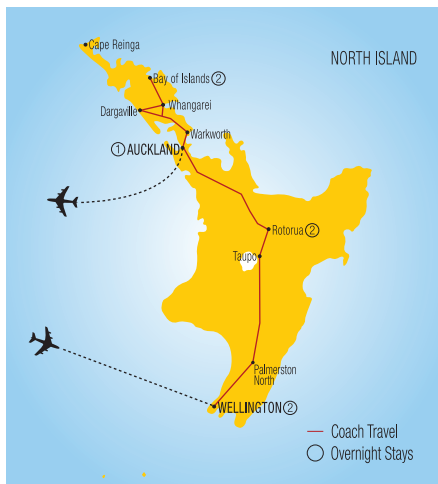 Cape Reinga
NORTH ISLAND
Bay of Islands ②
Whangarei
Dargaville
Warkworth
① AUCKLAND
Rotorua ②
Taupo
Palmerston
North
WELLINGTON ②
Coach Travel
Overnight Stays